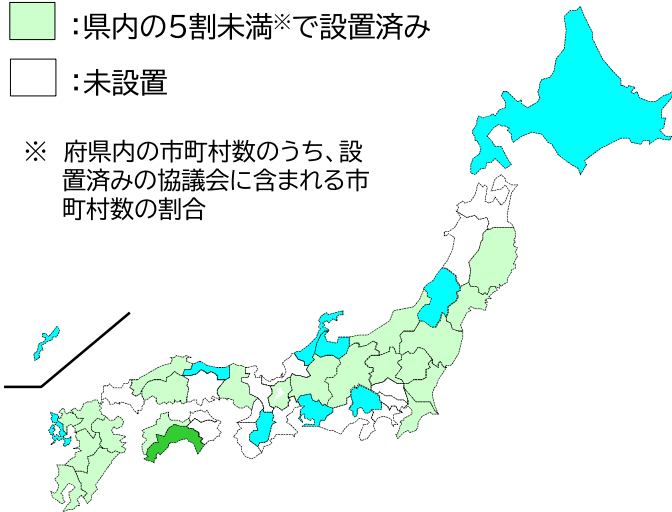 ：県内の5割未満※で設置済み
：未設置
※ 府県内の市町村数のうち、設
置済みの協議会に含まれる市
町村数の割合